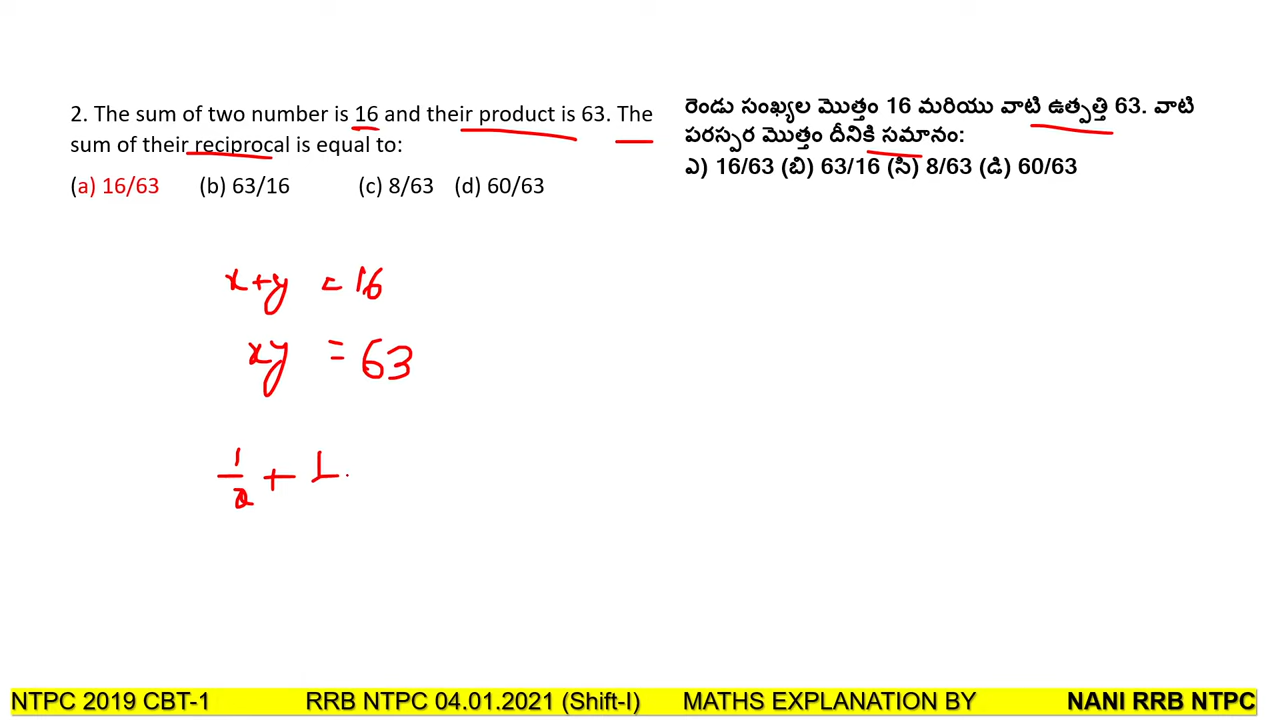 2. The sum of two number is 16 and their product is 63. The
sum of their reciprocal is equal to:
(a) 16/63 (b) 63/16 (c) 8/63 (d) 60/63
రెండు సంఖ్యల మొత్తం 16 మరియు వాటి ఉత్పత్తి 63. వాటి
పరస్పర మొత్తం దీనికి సమానం:
ఎ) 16/63 (బి) 63/16 (సి) 8/63 (డి) 60/63
x+y = 16
xy = 63
1/x + 1
NTPC 2019 CBT-1 RRB NTPC 04.01.2021 (Shift-I) MATHS EXPLANATION BY NANI RRB NTPC